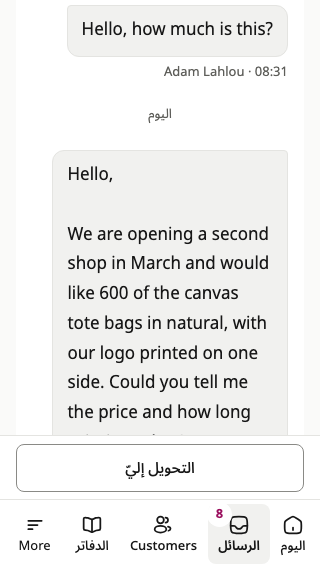 Hello, how much is this?
Adam Lahlou · 08:31
اليوم
Hello,
We are opening a second
shop in March and would
like 600 of the canvas
tote bags in natural, with
our logo printed on one
side. Could you tell me
the price and how long
التحويل إليّ
اليوم
8
الرسائل
Customers
الدفاتر
More